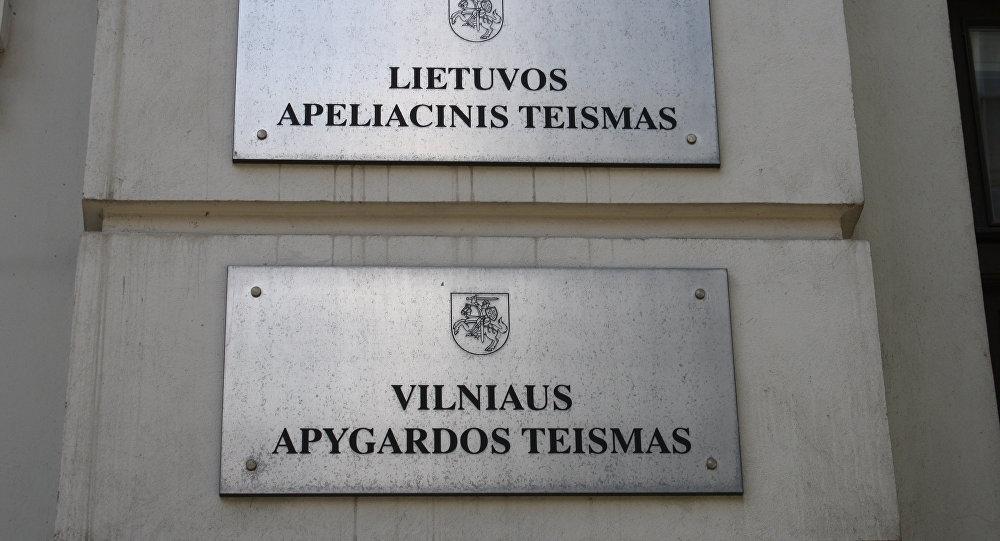 LIETUVOS
APELIACINIS TEISMAS
VILNIAUS
APYGARDOS TEISMAS